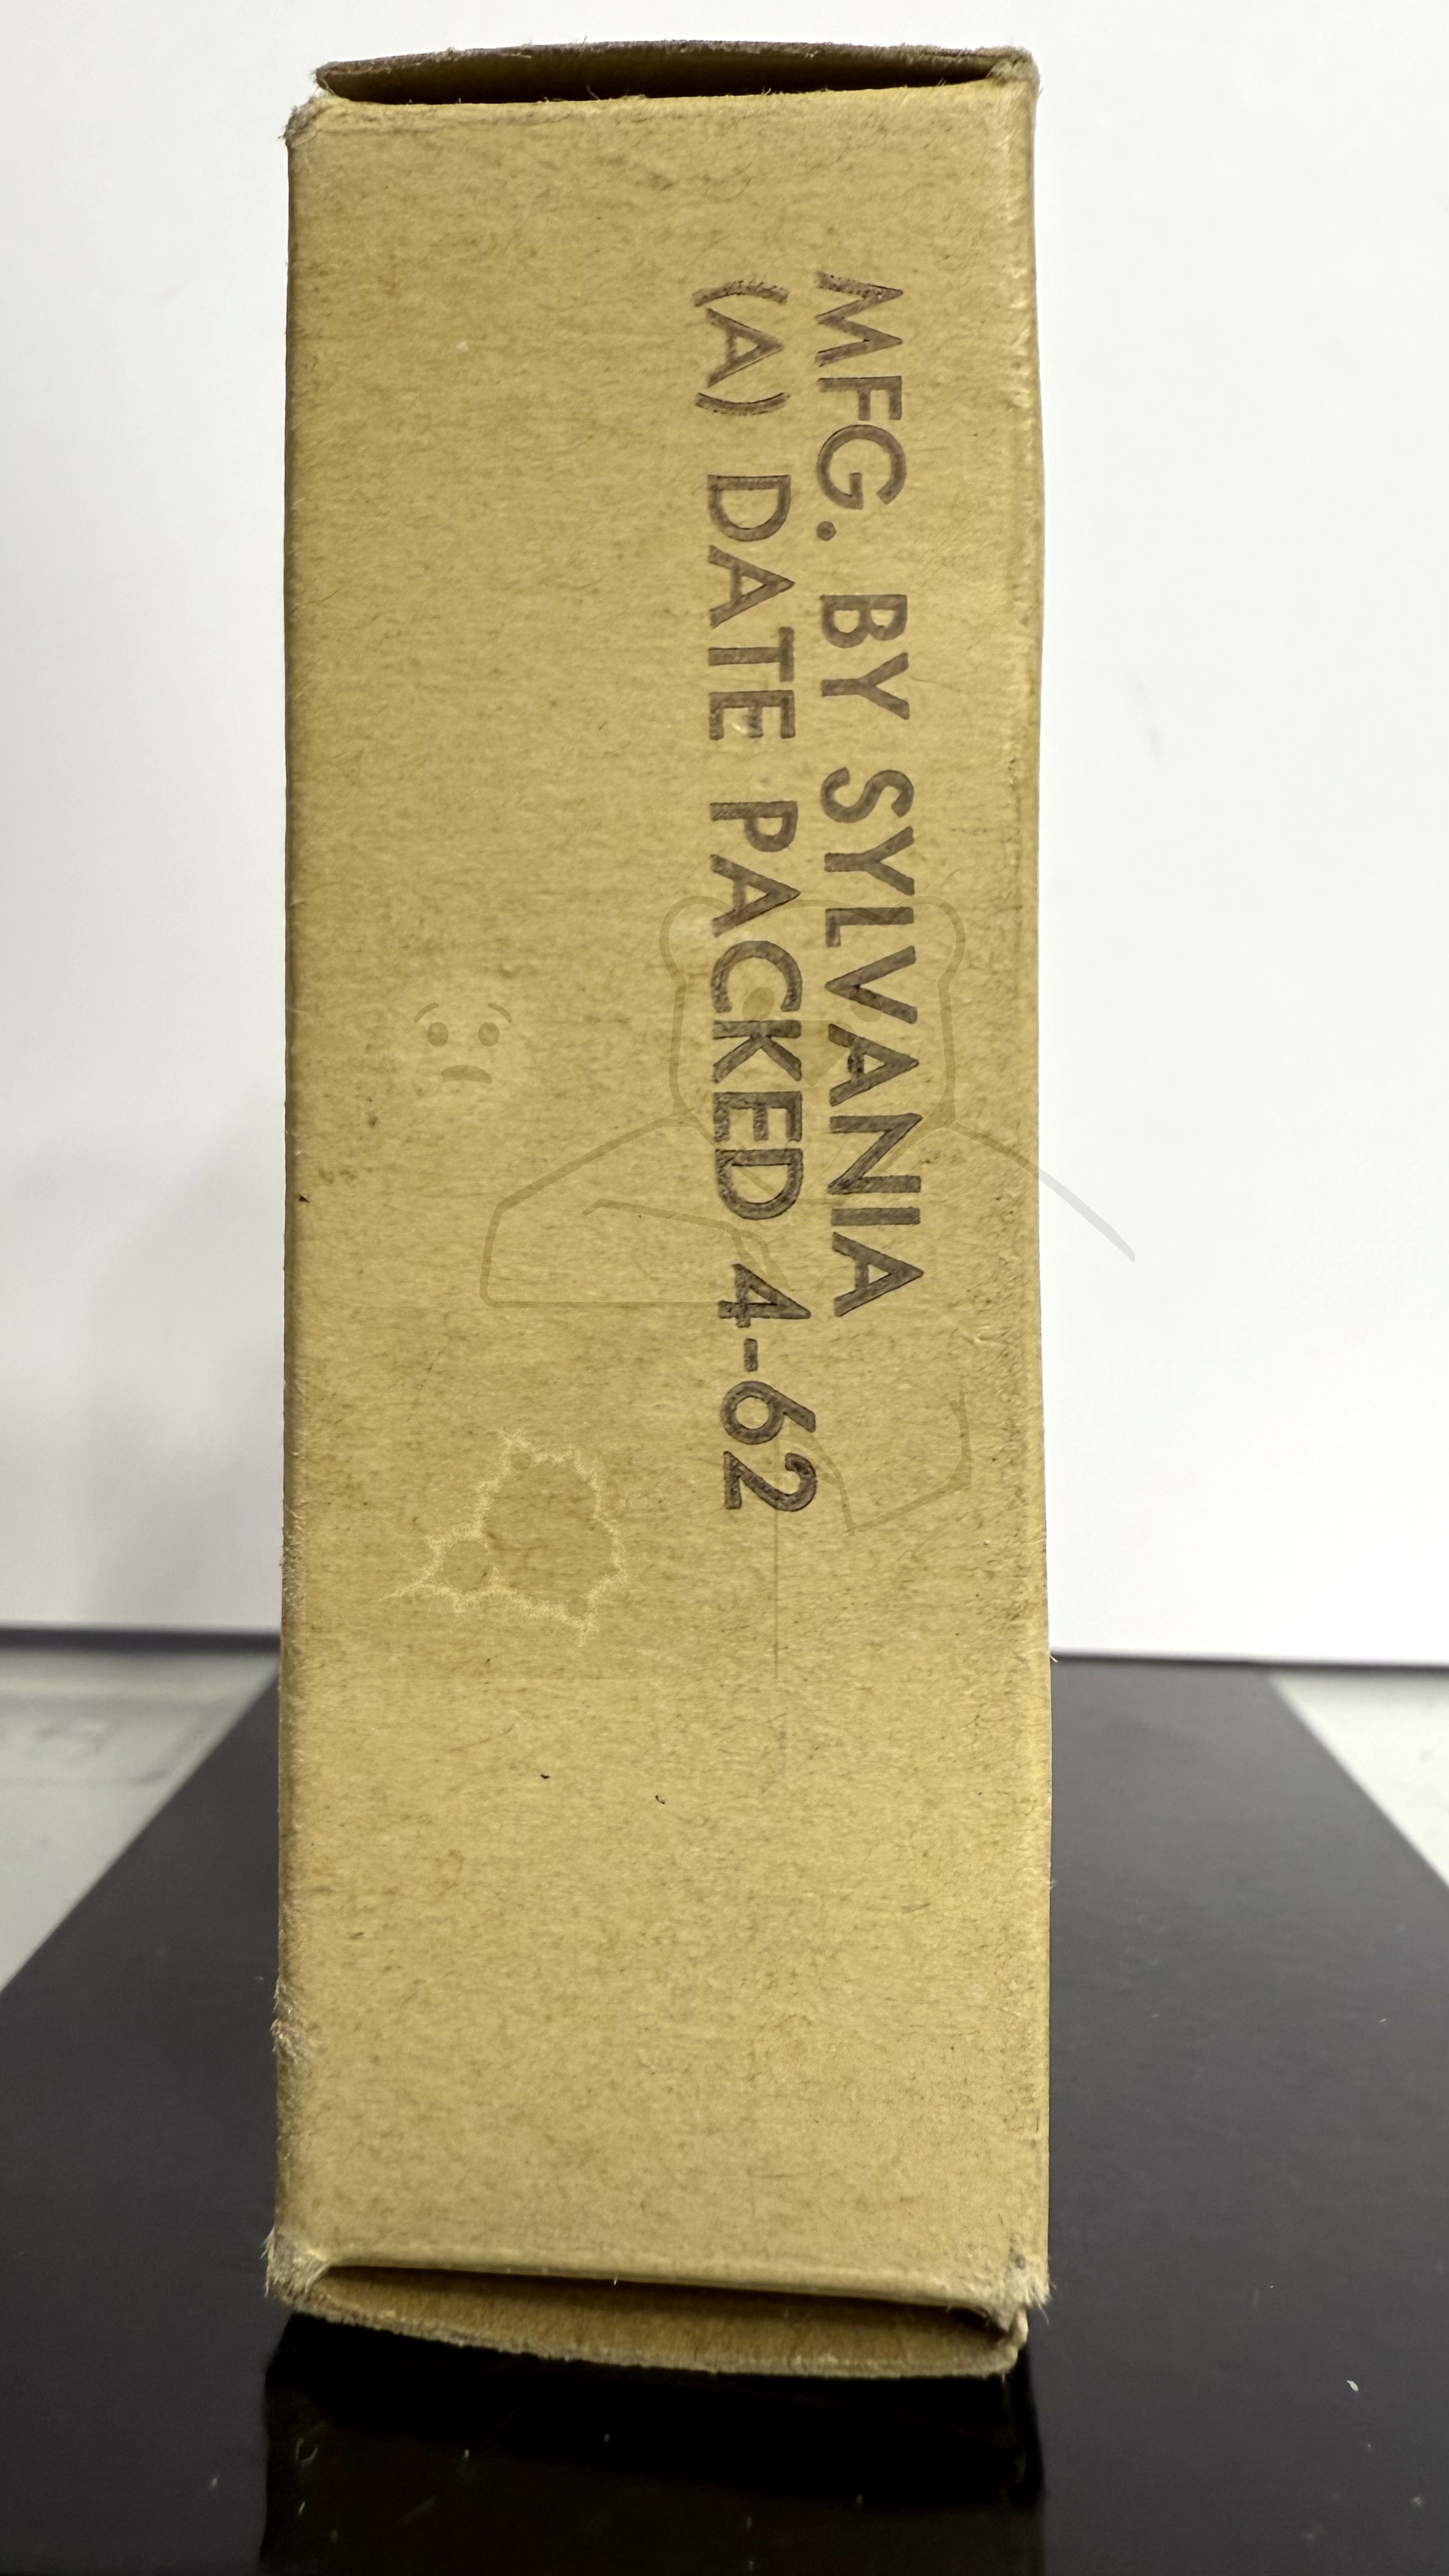 MFG. BY SYLVANIA
(A) DATE PACKED 4-62